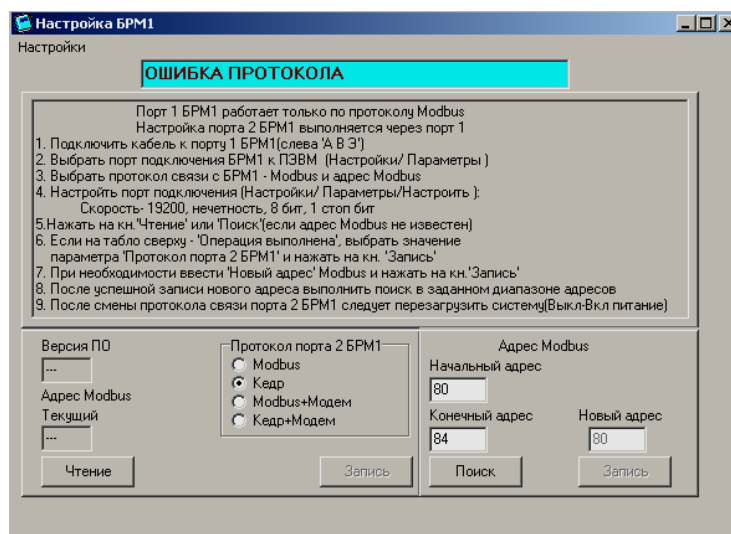 Настройка БРМ1
Настройки
ОШИБКА ПРОТОКОЛА
Порт 1 БРМ1 работает только по протоколу Modbus
Настройка порта 2 БРМ1 выполняется через порт 1
1. Подключить кабель к порту 1 БРМ1(слева 'А В Э')
2. Выбрать порт подключения БРМ1 к ПЭВМ (Настройки/ Параметры )
3. Выбрать протокол связи с БРМ1 - Modbus и адрес Modbus
4. Настройть порт подключения (Настройки/ Параметры/Настроить ):
Скорость- 19200, нечетность, 8 бит, 1 стоп бит
5.Нажать на кн.'Чтение' или 'Поиск'(если адрес Modbus не известен)
6. Если на табло сверху - 'Операция выполнена', выбрать значение
параметра 'Протокол порта 2 БРМ1' и нажать на кн. 'Запись'
7. При необходимости ввести 'Новый адрес' Modbus и нажать на кн.'Запись'
8. После успешной записи нового адреса выполнить поиск в заданном диапазоне адресов
9. После смены протокола связи порта 2 БРМ1 следует перезагрузить систему(Выкл-Вкл питание)
Версия ПО
---
Адрес Modbus
Текущий
---
Чтение
Протокол порта 2 БРМ1
Modbus
Кедр
Modbus+Модем
Кедр+Модем
Запись
Адрес Modbus
Начальный адрес
80
Конечный адрес
84
Новый адрес
80
Поиск
Запись